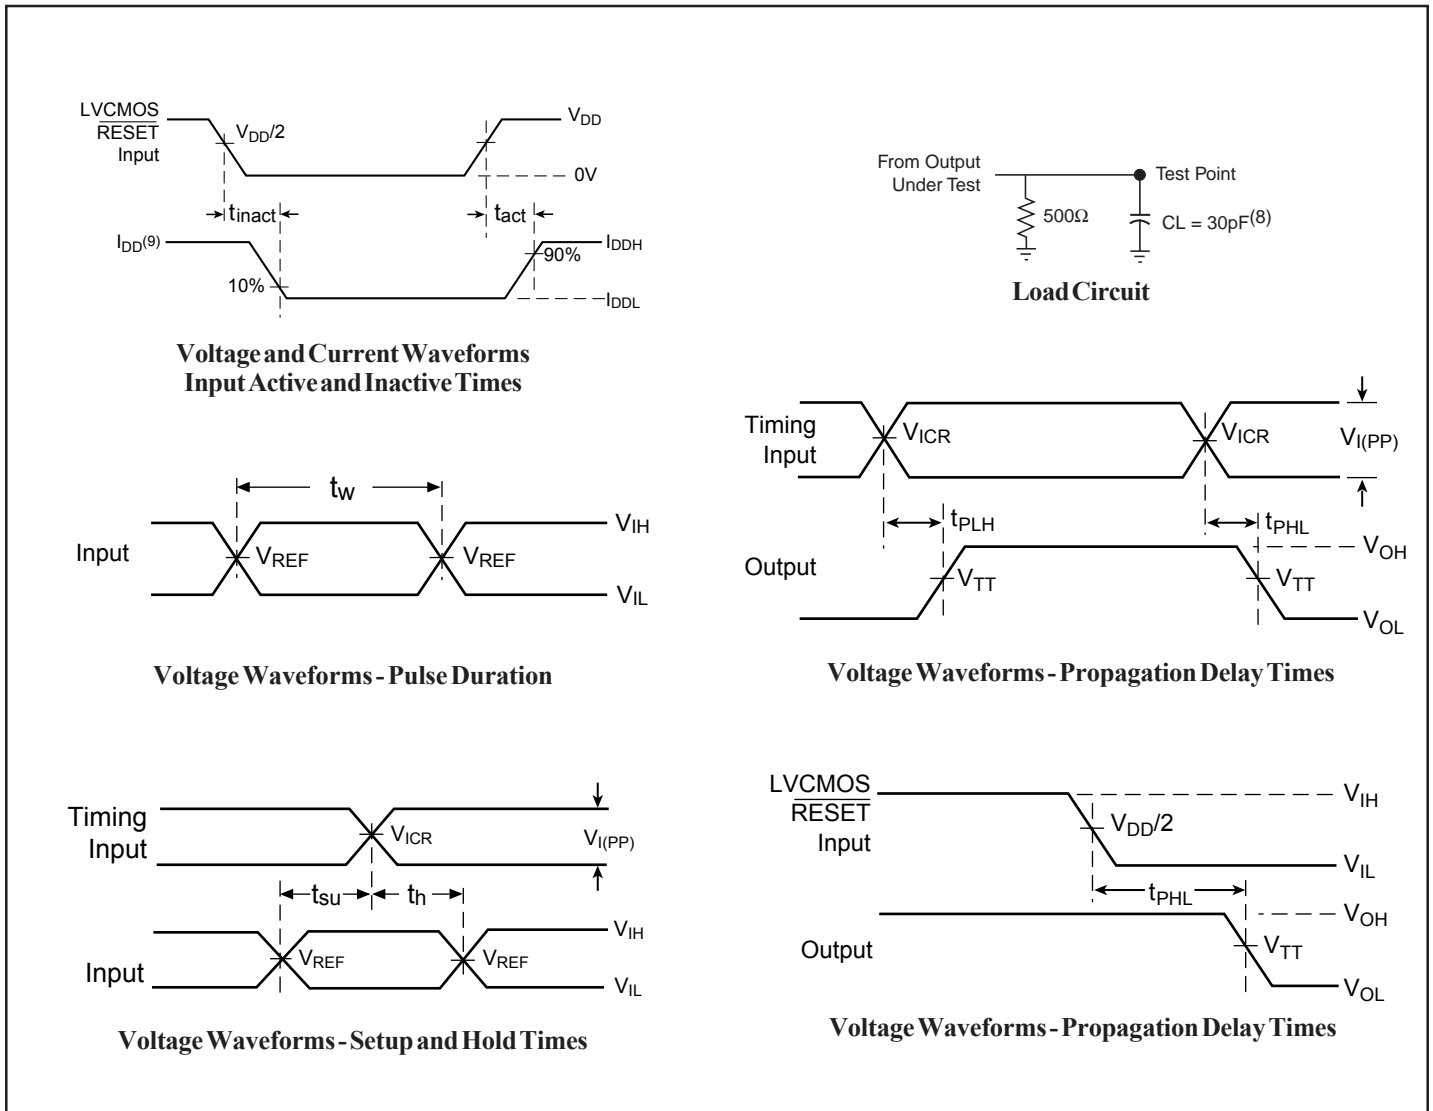 LVCMOS
RESET
Input
VDD/2
VDD
0V
tinact
tact
IDD(9)
IDDH
90%
10%
IDDL
Voltage and Current Waveforms
Input Active and Inactive Times
From Output
Under Test
Test Point
500Ω
CL = 30pF(8)
Load Circuit
tw
Input
VREF
VREF
VIH
VIL
Voltage Waveforms - Pulse Duration
Timing
Input
VICR
VICR
VI(PP)
tPLH
tPHL
Output
VTT
VTT
VOH
VOL
Voltage Waveforms - Propagation Delay Times
Timing
Input
VICR
VI(PP)
tsu
th
Input
VREF
VREF
VIH
VIL
Voltage Waveforms - Setup and Hold Times
LVCMOS
RESET
Input
VDD/2
VIH
VIL
tPHL
Output
VTT
VOH
VOL
Voltage Waveforms - Propagation Delay Times